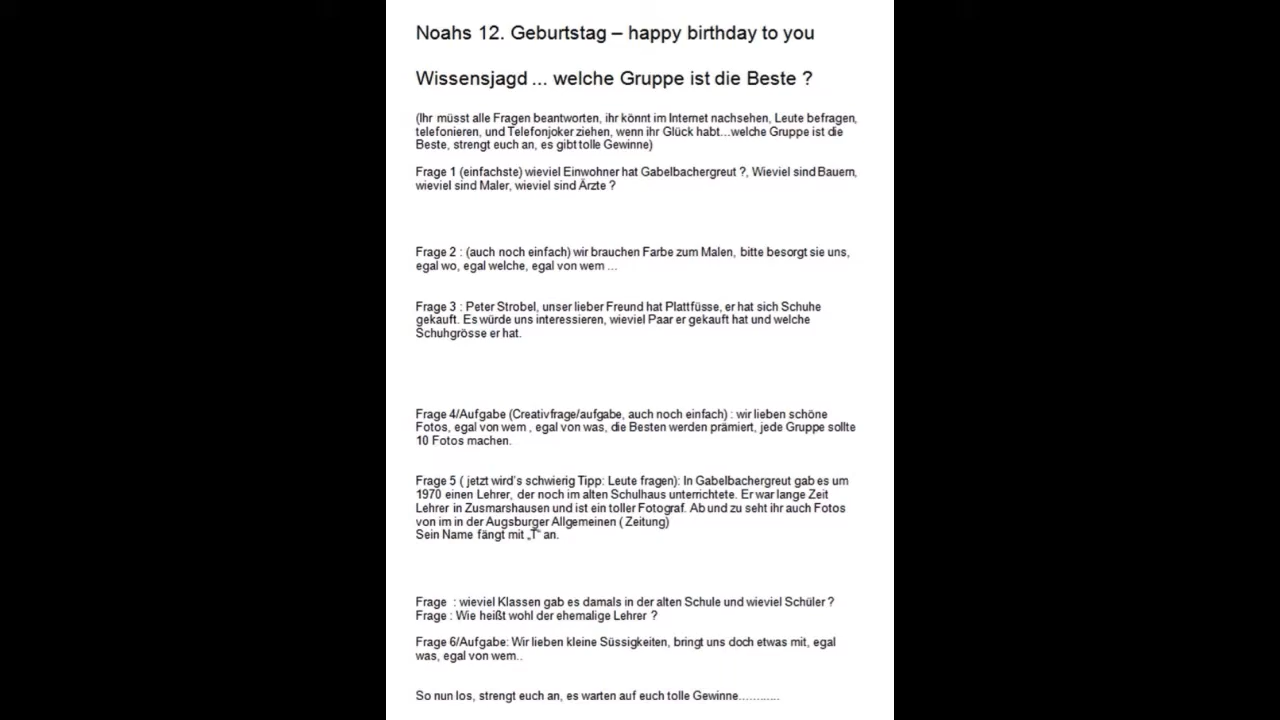 Noahs 12. Geburtstag – happy birthday to you
Wissensjagd ... welche Gruppe ist die Beste ?
(Ihr müsst alle Fragen beantworten, ihr könnt im Internet nachsehen, Leute befragen,
telefonieren, und Telefonjoker ziehen, wenn ihr Glück habt...welche Gruppe ist die
Beste, strengt euch an, es gibt tolle Gewinne)
Frage 1 (einfachste) wieviel Einwohner hat Gabelbachergreut ?, Wieviel sind Bauern,
wieviel sind Maler, wieviel sind Ärzte ?
Frage 2 : (auch noch einfach) wir brauchen Farbe zum Malen, bitte besorgt sie uns,
egal wo, egal welche, egal von wem ...
Frage 3 : Peter Strobel, unser lieber Freund hat Plattfüsse, er hat sich Schuhe
gekauft. Es würde uns interessieren, wieviel Paar er gekauft hat und welche
Schuhgrösse er hat.
Frage 4/Aufgabe (Creativfrage/aufgabe, auch noch einfach) : wir lieben schöne
Fotos, egal von wem , egal von was, die Besten werden prämiert, jede Gruppe sollte
10 Fotos machen.
Frage 5 ( jetzt wird's schwierig Tipp: Leute fragen): In Gabelbachergreut gab es um
1970 einen Lehrer, der noch im alten Schulhaus unterrichtete. Er war lange Zeit
Lehrer in Zusmarshausen und ist ein toller Fotograf. Ab und zu seht ihr auch Fotos
von im in der Augsburger Allgemeinen ( Zeitung)
Sein Name fängt mit „T“ an.
Frage : wieviel Klassen gab es damals in der alten Schule und wieviel Schüler ?
Frage : Wie heißt wohl der ehemalige Lehrer ?
Frage 6/Aufgabe: Wir lieben kleine Süssigkeiten, bringt uns doch etwas mit, egal
was, egal von wem..
So nun los, strengt euch an, es warten auf euch tolle Gewinne............